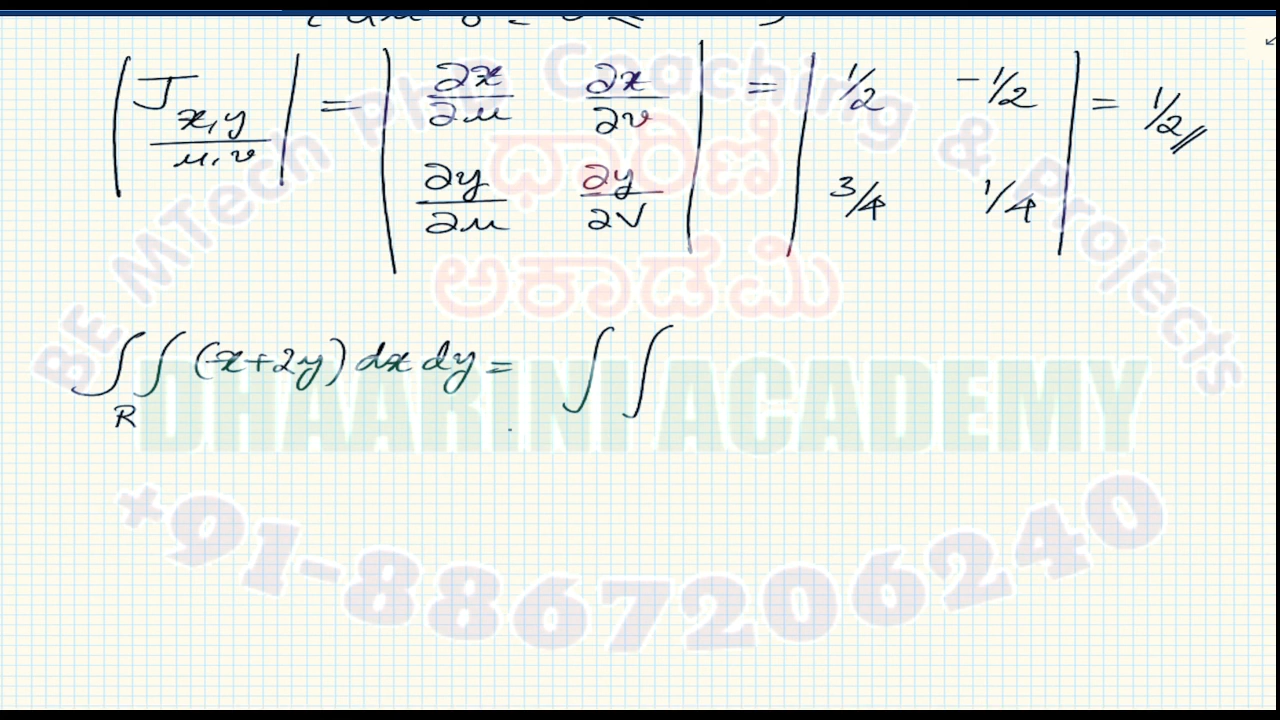 | J x,y / u,v | = | ∂x/∂u ∂x/∂v | = | 1/2 -1/2 | = 1/2
∂y/∂u ∂y/∂v 3/4 1/4
∫∫ (-x+2y) dx dy = ∫∫
R
BE MTech PhD Coaching & Projects
ಧಾರಿಣಿ
ಅಕಾಡಮಿ
DHAARINI ACADEMY
+91-8867206240